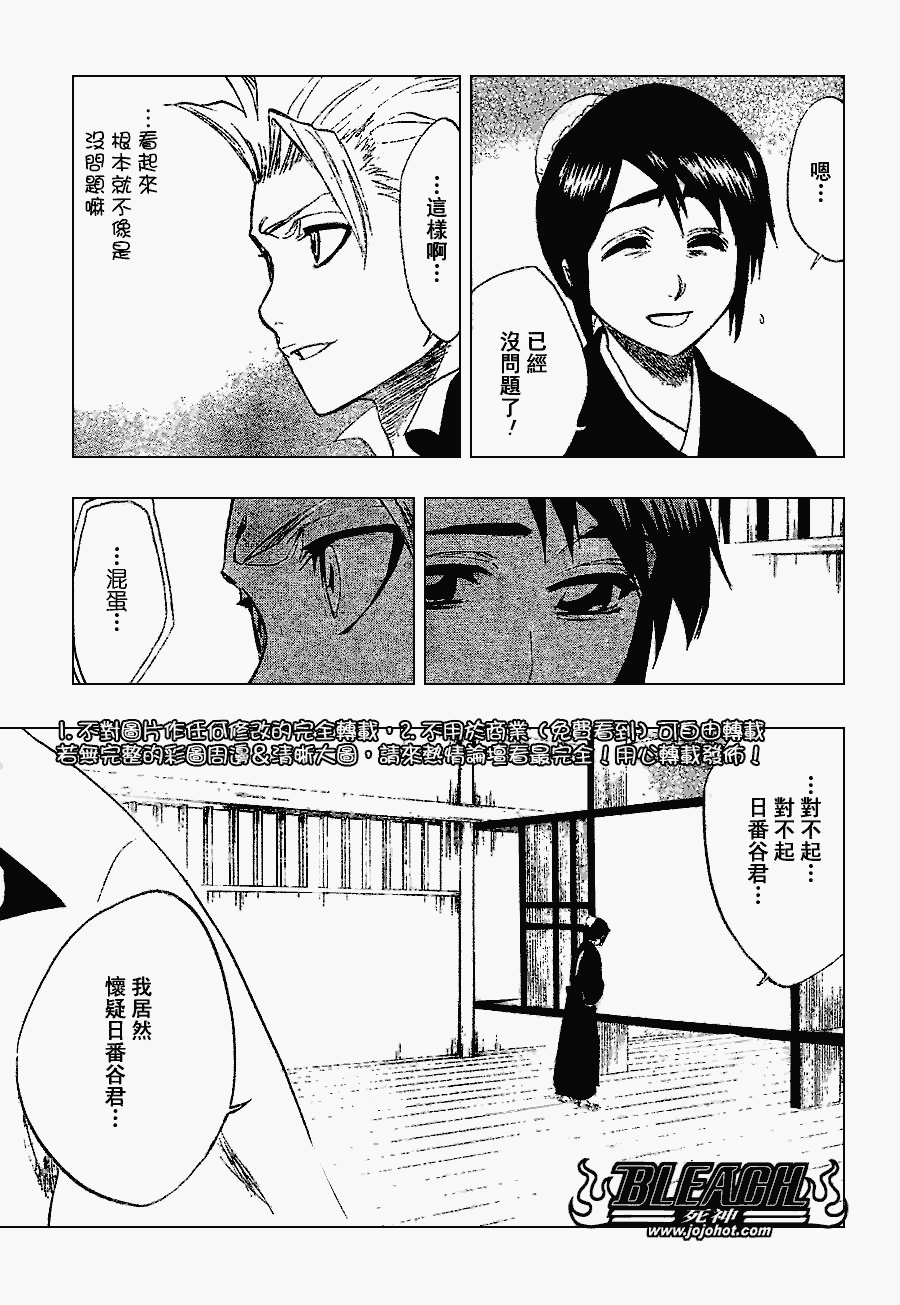 嗯…
已經
沒問題了！
…這樣啊…
…看起來
根本就不像是
沒問題嘛
…混蛋…
1. 不對圖片作任何修改的完全轉載，2. 不用於商業（免費看到）可自由轉載
若無完整的彩圖周邊&清晰大圖，請來熱情論壇看最完全！用心轉載發佈！
…對不起…
對不起
日番谷君…
我居然
懷疑日番谷君…
BLEACH
死神
www.jojohot.com